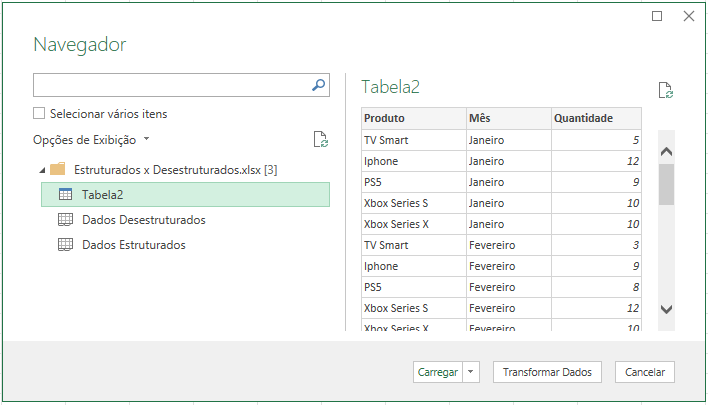 Navegador
Selecionar vários itens
Opções de Exibição
Estruturados x Desestruturados.xlsx [3]
Tabela2
Dados Desestruturados
Dados Estruturados
Tabela2
Produto Mês Quantidade
TV Smart Janeiro 5
Iphone Janeiro 12
PS5 Janeiro 9
Xbox Series S Janeiro 10
Xbox Series X Janeiro 10
TV Smart Fevereiro 3
Iphone Fevereiro 9
PS5 Fevereiro 8
Xbox Series S Fevereiro 12
Xbox Series X Fevereiro 10
Carregar Transformar Dados Cancelar